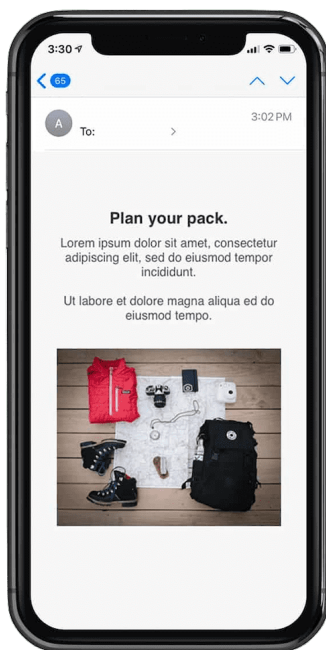 3:30
65
A
To:
3:02 PM
Plan your pack.
Lorem ipsum dolor sit amet, consectetur
adipiscing elit, sed do eiusmod tempor
incididunt.
Ut labore et dolore magna aliqua ed do
eiusmod tempo.